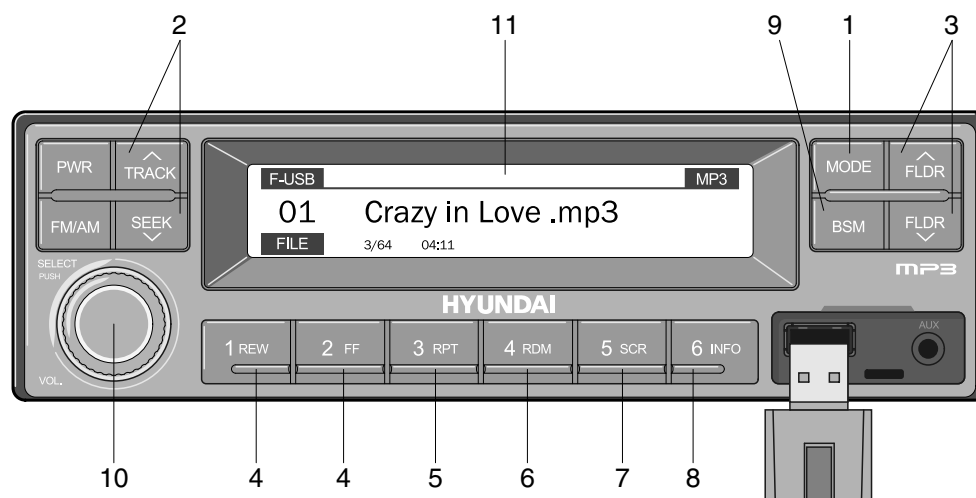 2 11 9 1 3
PWR
TRACK
FM/AM
SEEK
F-USB
MP3
01 Crazy in Love .mp3
FILE 3/64 04:11
MODE
FLDR
BSM
FLDR
SELECT
PUSH
VOL.
MP3
HYUNDAI
1 REW 2 FF 3 RPT 4 RDM 5 SCR 6 INFO
AUX
10 4 4 5 6 7 8